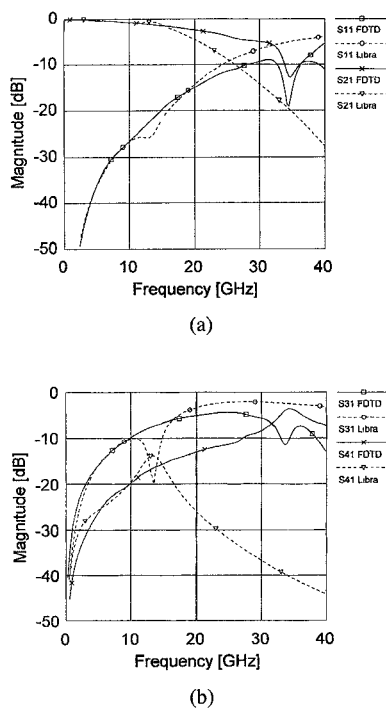 0
-10
-20
-30
-40
-50
0 10 20 30 40
Magnitude [dB]
Frequency [GHz]
S11 FDTD
S11 Libra
S21 FDTD
S21 Libra
(a)
0
-10
-20
-30
-40
-50
0 10 20 30 40
Magnitude [dB]
Frequency [GHz]
S31 FDTD
S31 Libra
S41 FDTD
S41 Libra
(b)